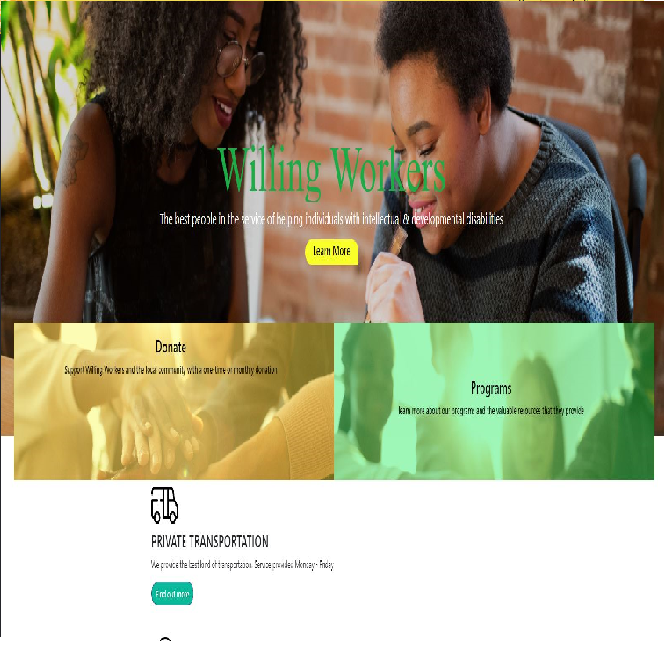 Willing Workers
The best people in the service of helping individuals with intellectual & developmental disabilities
Learn More
Donate
Support Willing Workers and the local community with a one-time or monthly donation
Programs
learn more about our programs and the valuable resources that they provide
PRIVATE TRANSPORTATION
We provide the best kind of transportation. Service provided Monday - Friday
Find out more